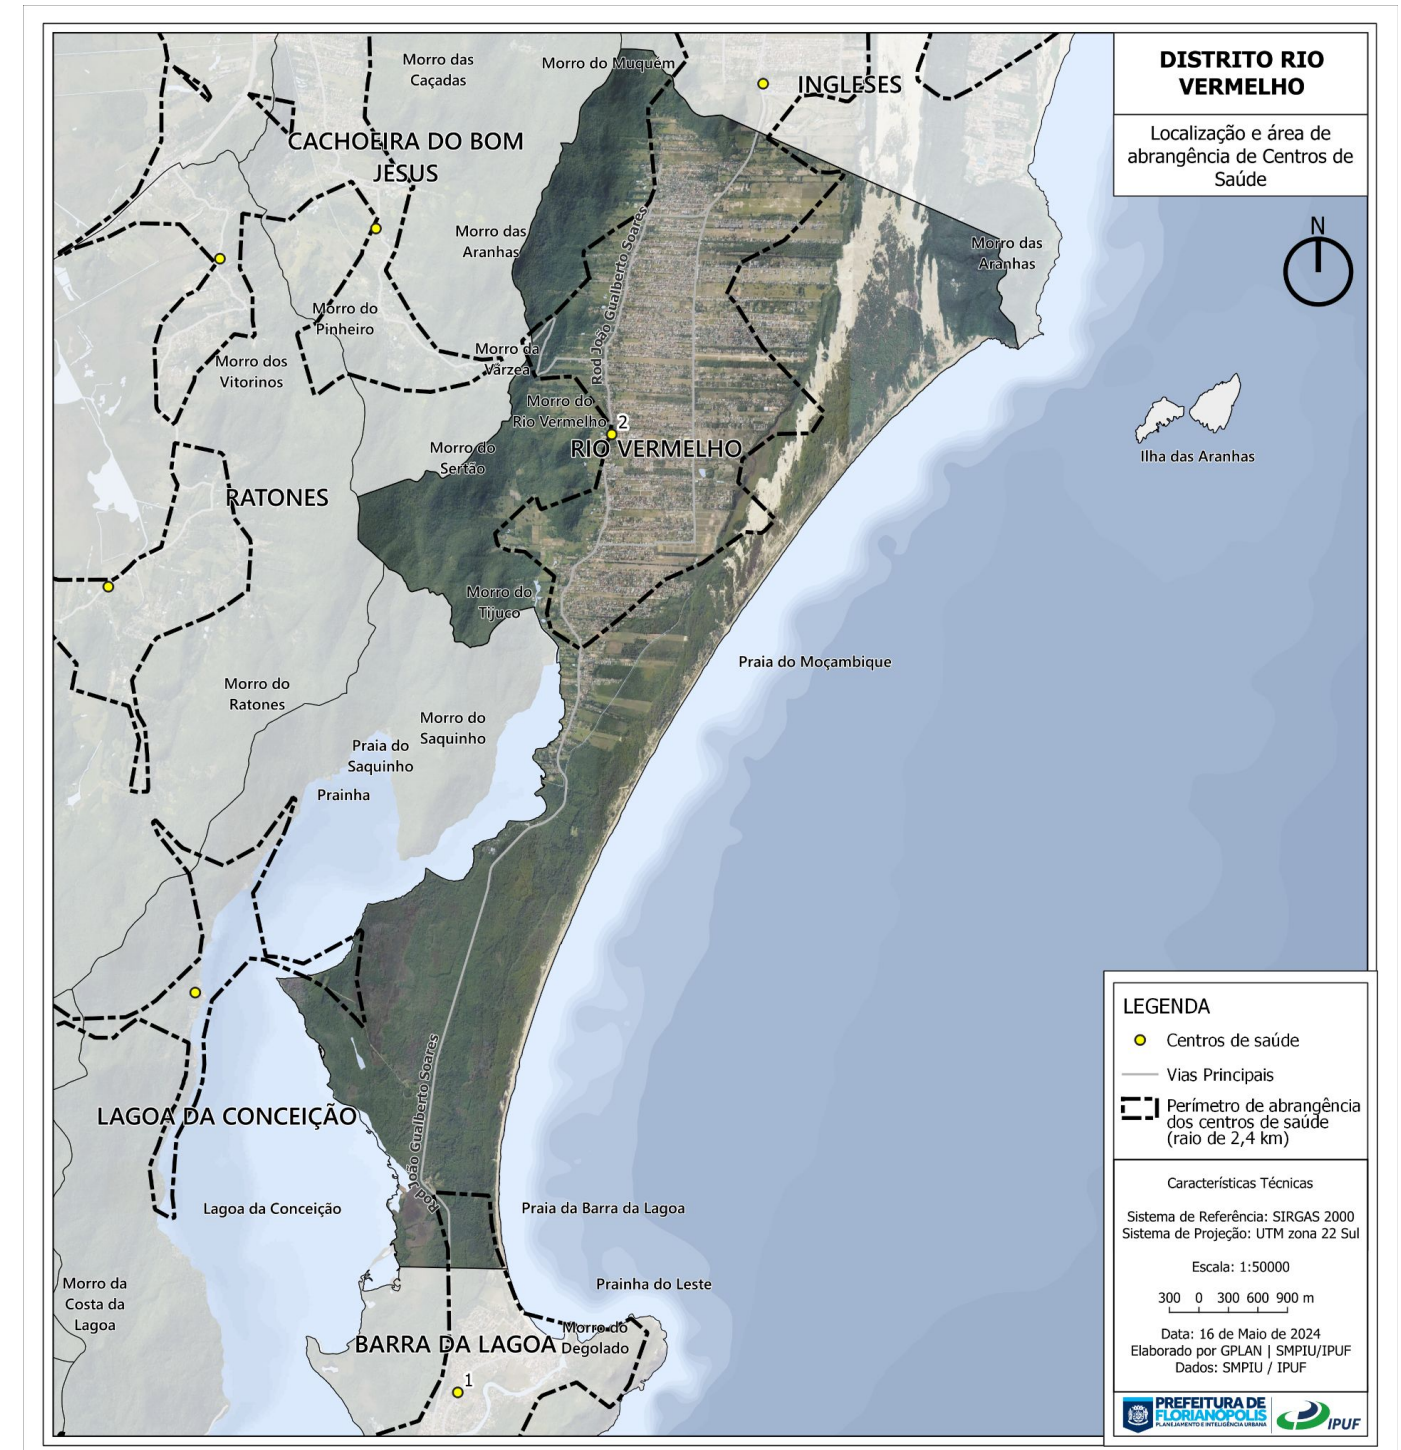 DISTRITO RIO
VERMELHO
Localização e área de
abrangência de Centros de
Saúde
N
Morro das
Caçadas
Morro do Muquém
INGLESES
CACHOEIRA DO BOM
JESUS
Morro das
Aranhas
Morro das
Aranhas
Rod João Gualberto Soares
Morro do
Pinheiro
Morro dos
Vitorinos
Morro da
Várzea
Morro do
Rio Vermelho
2
RIO VERMELHO
Morro do
Sertão
Ilha das Aranhas
RATONES
Morro do
Tijuco
Praia do Moçambique
Morro do
Ratones
Morro do
Saquinho
Praia do
Saquinho
Prainha
Rod João Gualberto Soares
LAGOA DA CONCEIÇÃO
Lagoa da Conceição
Praia da Barra da Lagoa
Prainha do Leste
Morro da
Costa da
Lagoa
BARRA DA LAGOA
Morro do
Degolado
1
LEGENDA
Centros de saúde
Vias Principais
Perímetro de abrangência
dos centros de saúde
(raio de 2,4 km)
Características Técnicas
Sistema de Referência: SIRGAS 2000
Sistema de Projeção: UTM zona 22 Sul
Escala: 1:50000
300 0 300 600 900 m
Data: 16 de Maio de 2024
Elaborado por GPLAN | SMPIU/IPUF
Dados: SMPIU / IPUF
PREFEITURA DE
FLORIANÓPOLIS
PLANEJAMENTO E INTELIGÊNCIA URBANA
IPUF